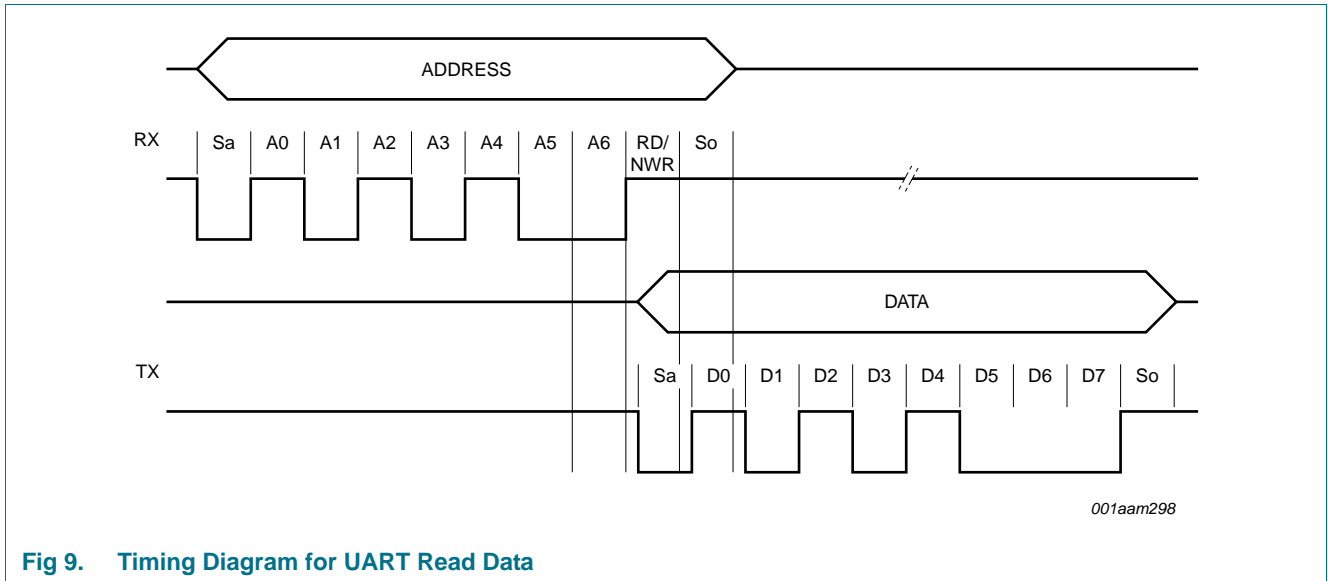 ADDRESS
RX Sa A0 A1 A2 A3 A4 A5 A6 RD/ So
NWR
DATA
TX Sa D0 D1 D2 D3 D4 D5 D6 D7 So
001aam298
Fig 9. Timing Diagram for UART Read Data